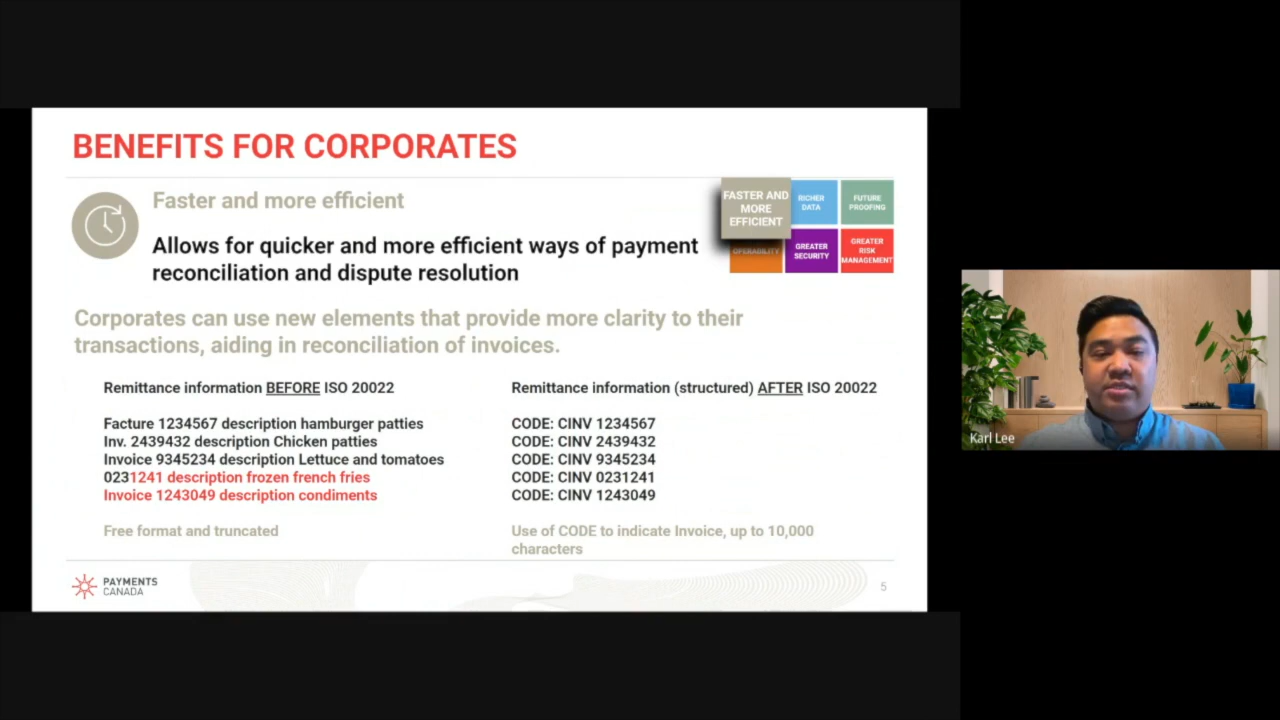 BENEFITS FOR CORPORATES
Faster and more efficient
Allows for quicker and more efficient ways of payment
reconciliation and dispute resolution
FASTER AND
MORE
EFFICIENT
RICHER
DATA
FUTURE
PROOFING
OPERABILITY
GREATER
SECURITY
GREATER
RISK
MANAGEMENT
Corporates can use new elements that provide more clarity to their
transactions, aiding in reconciliation of invoices.
Remittance information BEFORE ISO 20022
Facture 1234567 description hamburger patties
Inv. 2439432 description Chicken patties
Invoice 9345234 description Lettuce and tomatoes
0231241 description frozen french fries
Invoice 1243049 description condiments
Free format and truncated
Remittance information (structured) AFTER ISO 20022
CODE: CINV 1234567
CODE: CINV 2439432
CODE: CINV 9345234
CODE: CINV 0231241
CODE: CINV 1243049
Use of CODE to indicate Invoice, up to 10,000
characters
PAYMENTS
CANADA
5
Karl Lee